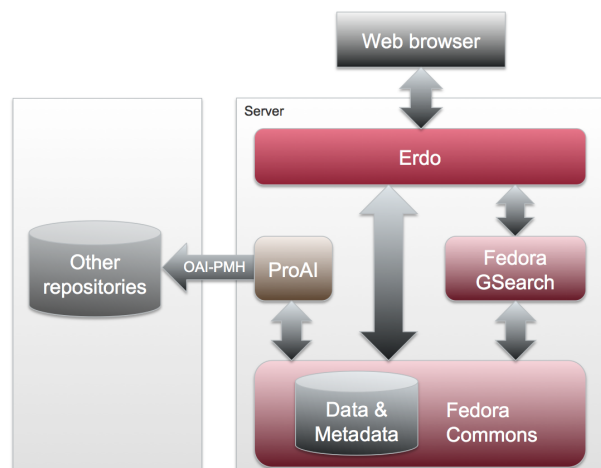 Web browser
Server
Erdo
Other
repositories
OAI-PMH
ProAI
Fedora
GSearch
Data &
Metadata
Fedora
Commons